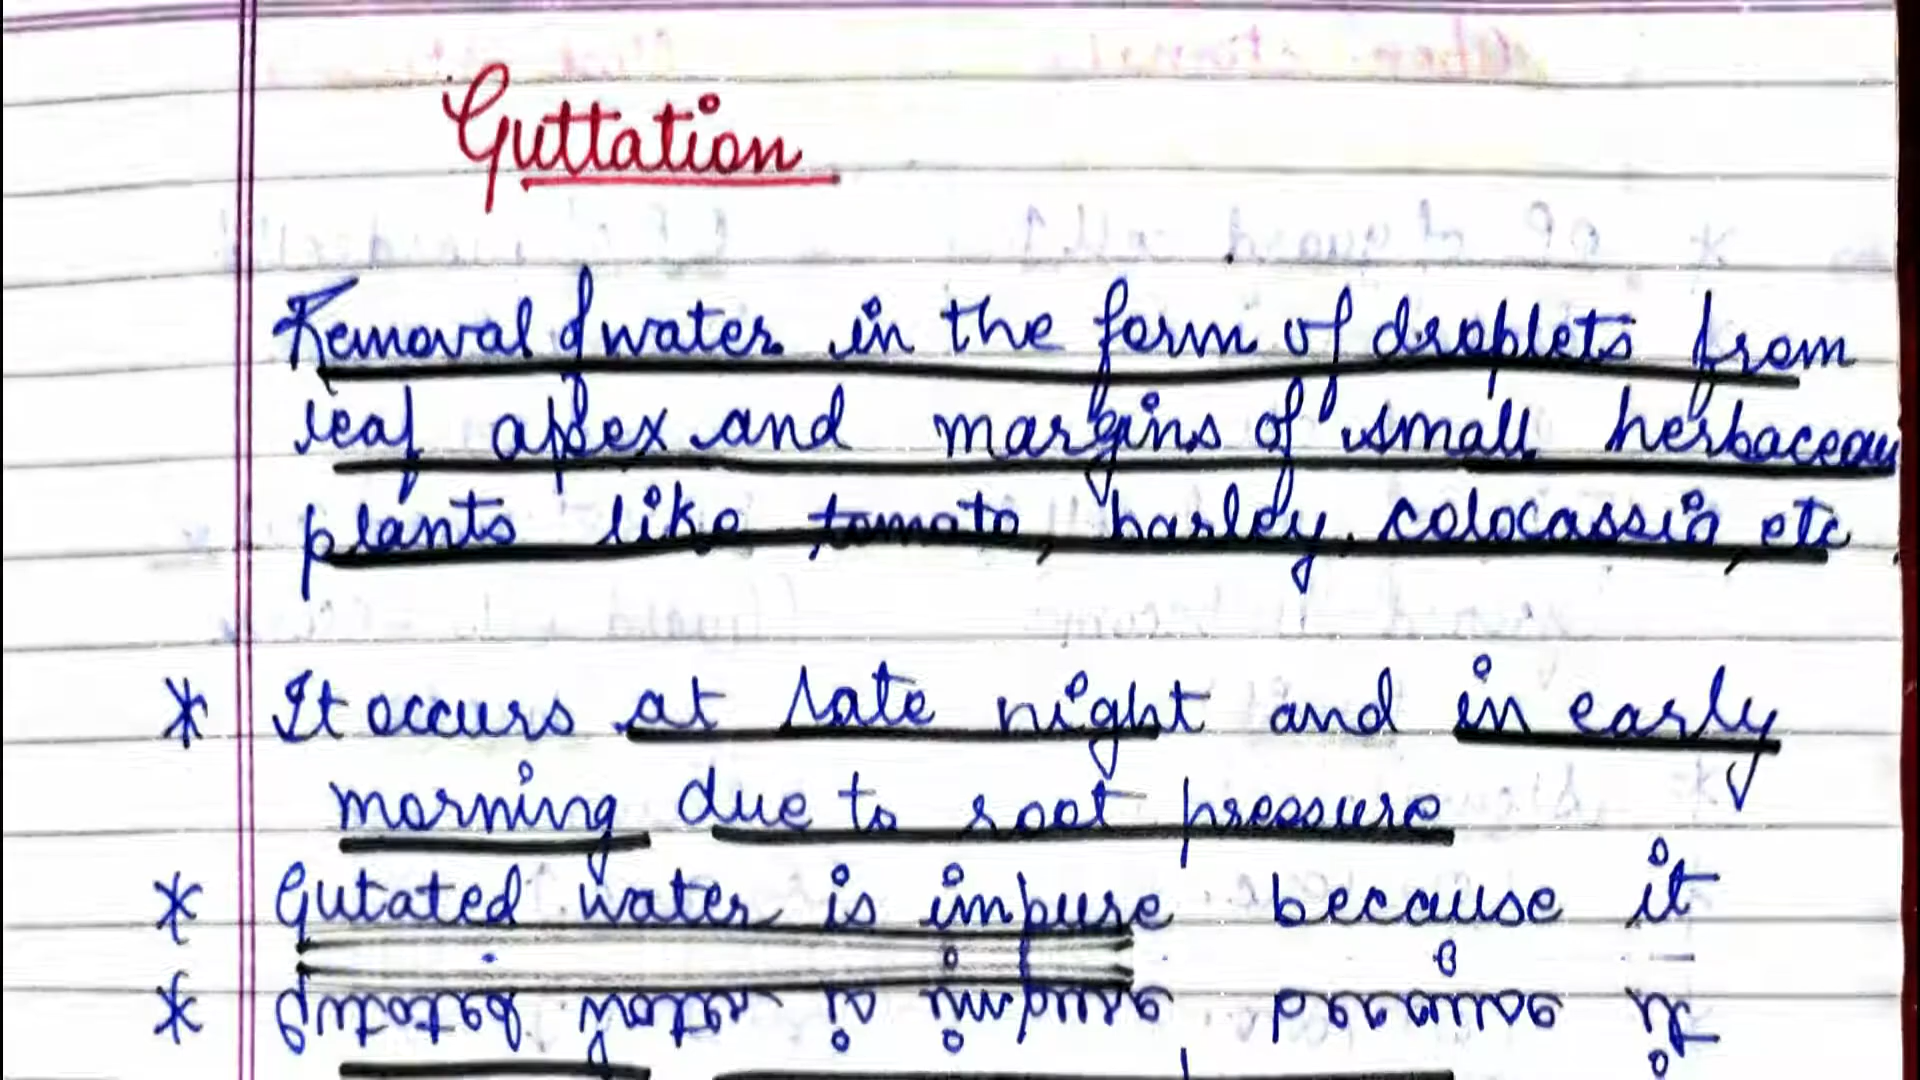 Guttation
Removal of water in the form of droplets from
leaf apex and margins of small herbaceous
plants like tomato, barley, colocassia, etc
* It occurs at late night and in early
morning due to root pressure
* Gutated water is impure because it